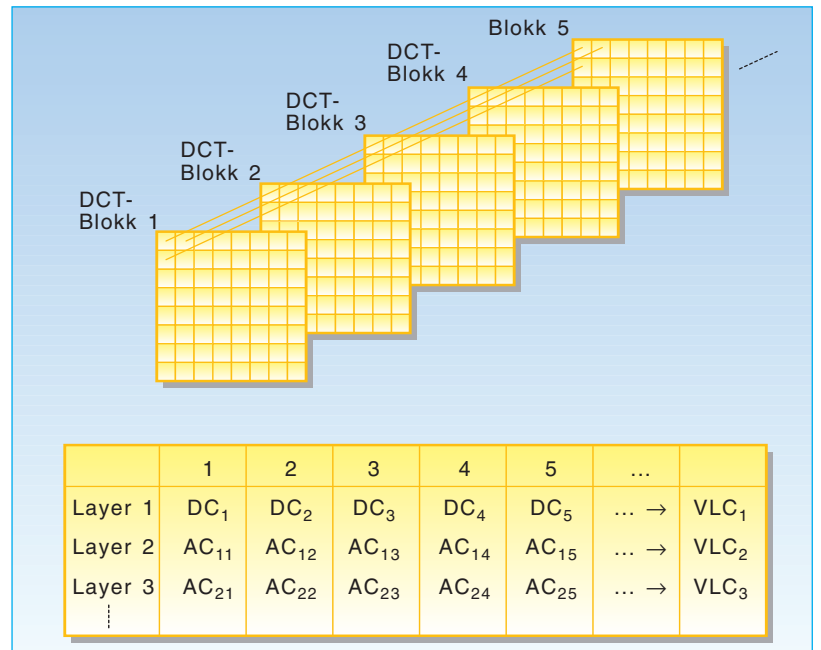 Blokk 5
DCT-
Blokk 4
DCT-
Blokk 3
DCT-
Blokk 2
DCT-
Blokk 1
1 2 3 4 5 ...
Layer 1 DC₁ DC₂ DC₃ DC₄ DC₅ ... → VLC₁
Layer 2 AC₁₁ AC₁₂ AC₁₃ AC₁₄ AC₁₅ ... → VLC₂
Layer 3 AC₂₁ AC₂₂ AC₂₃ AC₂₄ AC₂₅ ... → VLC₃